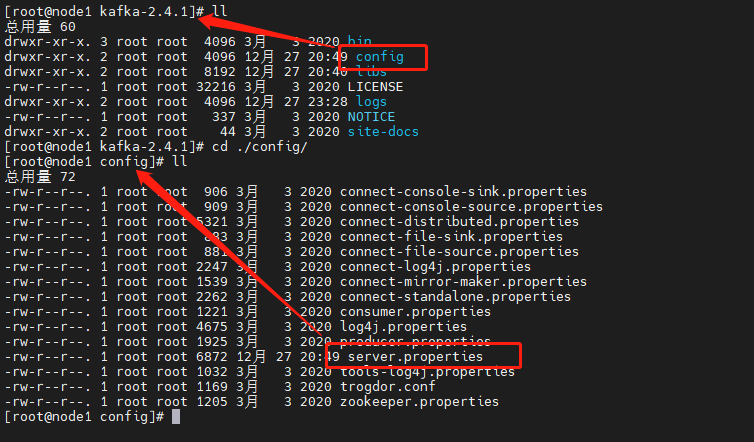 [root@node1 kafka-2.4.1]# ll
总用量 60
drwxr-xr-x. 3 root root  4096 3月   3 2020 bin
drwxr-xr-x. 2 root root  4096 12月 27 20:49 config
drwxr-xr-x. 2 root root  8192 12月 27 20:40 libs
-rw-r--r--. 1 root root 32216 3月   3 2020 LICENSE
drwxr-xr-x. 2 root root  4096 12月 27 23:28 logs
-rw-r--r--. 1 root root   337 3月   3 2020 NOTICE
drwxr-xr-x. 2 root root    44 3月   3 2020 site-docs
[root@node1 kafka-2.4.1]# cd ./config/
[root@node1 config]# ll
总用量 72
-rw-r--r--. 1 root root  906 3月   3 2020 connect-console-sink.properties
-rw-r--r--. 1 root root  909 3月   3 2020 connect-console-source.properties
-rw-r--r--. 1 root root 5321 3月   3 2020 connect-distributed.properties
-rw-r--r--. 1 root root  883 3月   3 2020 connect-file-sink.properties
-rw-r--r--. 1 root root  881 3月   3 2020 connect-file-source.properties
-rw-r--r--. 1 root root 2247 3月   3 2020 connect-log4j.properties
-rw-r--r--. 1 root root 1539 3月   3 2020 connect-mirror-maker.properties
-rw-r--r--. 1 root root 2262 3月   3 2020 connect-standalone.properties
-rw-r--r--. 1 root root 1221 3月   3 2020 consumer.properties
-rw-r--r--. 1 root root 4675 3月   3 2020 log4j.properties
-rw-r--r--. 1 root root 1925 3月   3 2020 producer.properties
-rw-r--r--. 1 root root 6872 12月 27 20:49 server.properties
-rw-r--r--. 1 root root 1032 3月   3 2020 tools-log4j.properties
-rw-r--r--. 1 root root 1169 3月   3 2020 trogdor.conf
-rw-r--r--. 1 root root 1205 3月   3 2020 zookeeper.properties
[root@node1 config]#